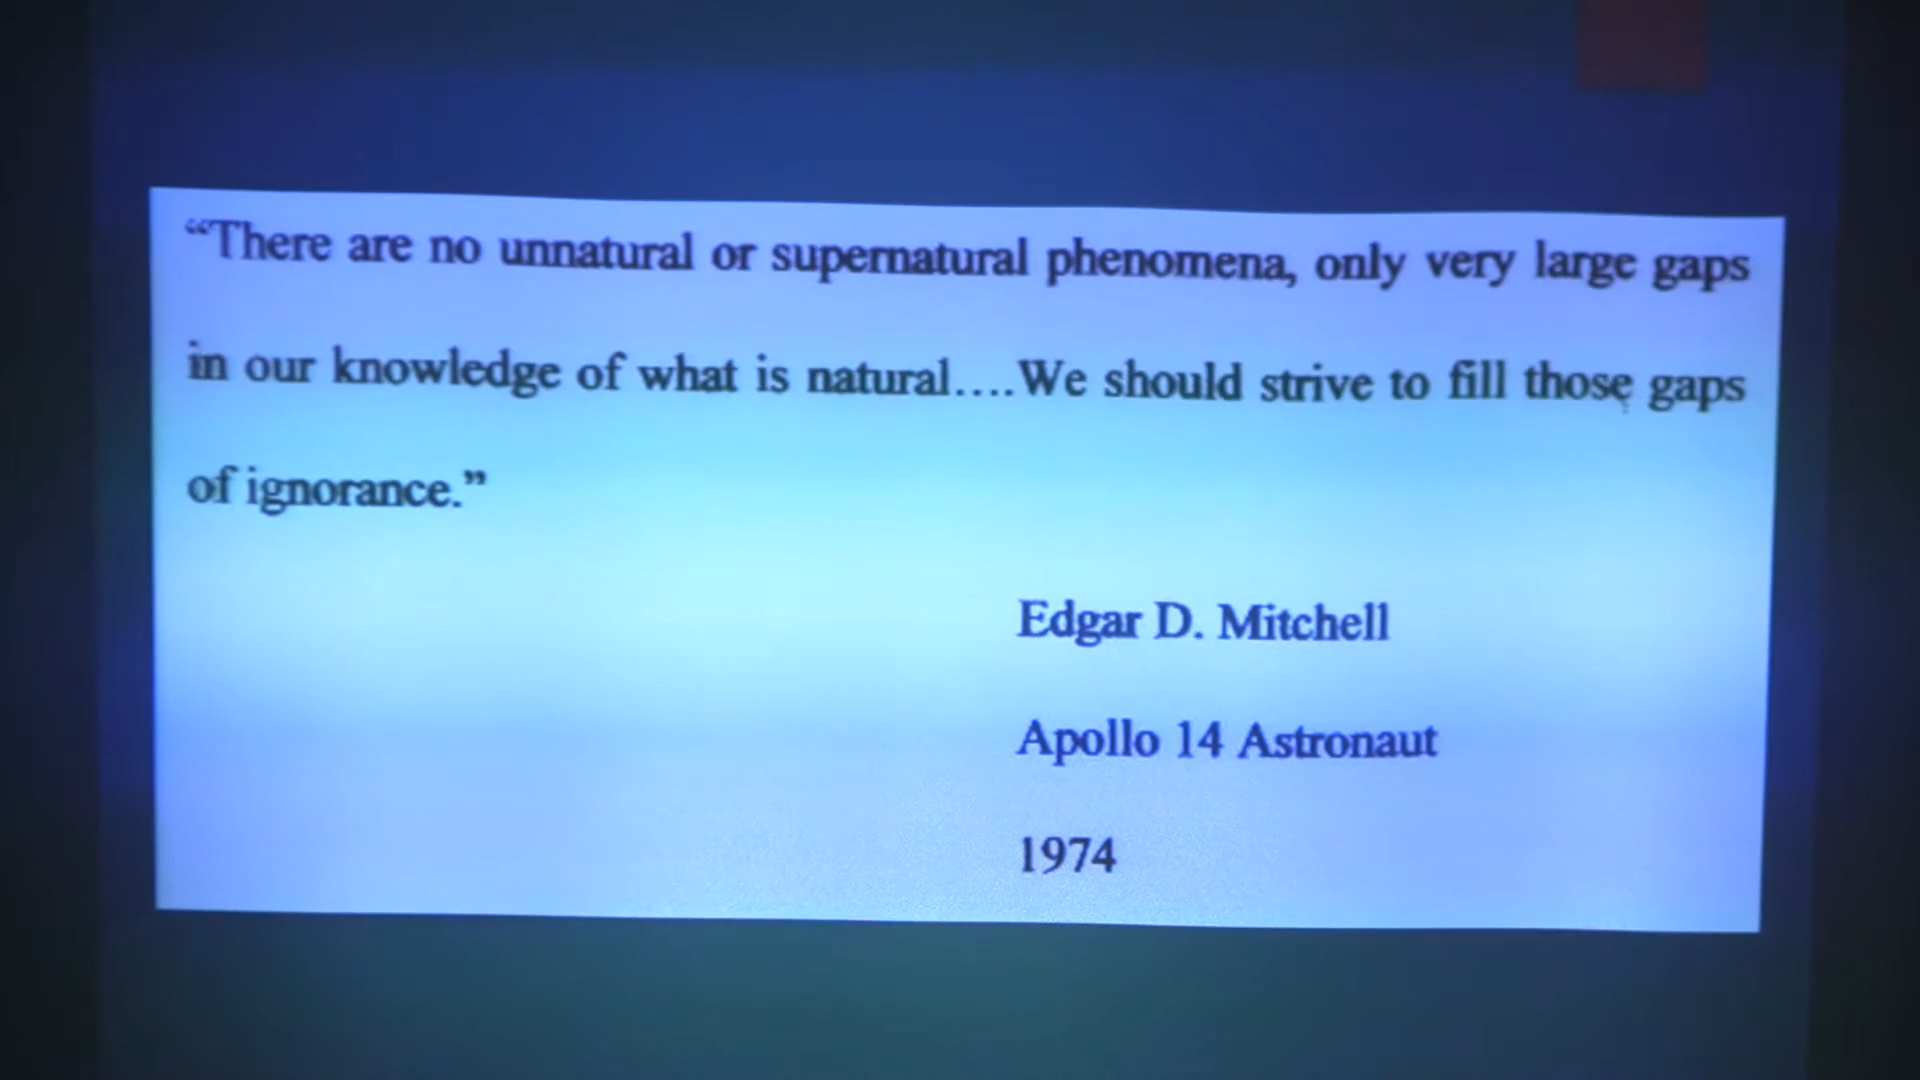 “There are no unnatural or supernatural phenomena, only very large gaps
in our knowledge of what is natural....We should strive to fill those gaps
of ignorance.”
Edgar D. Mitchell
Apollo 14 Astronaut
1974